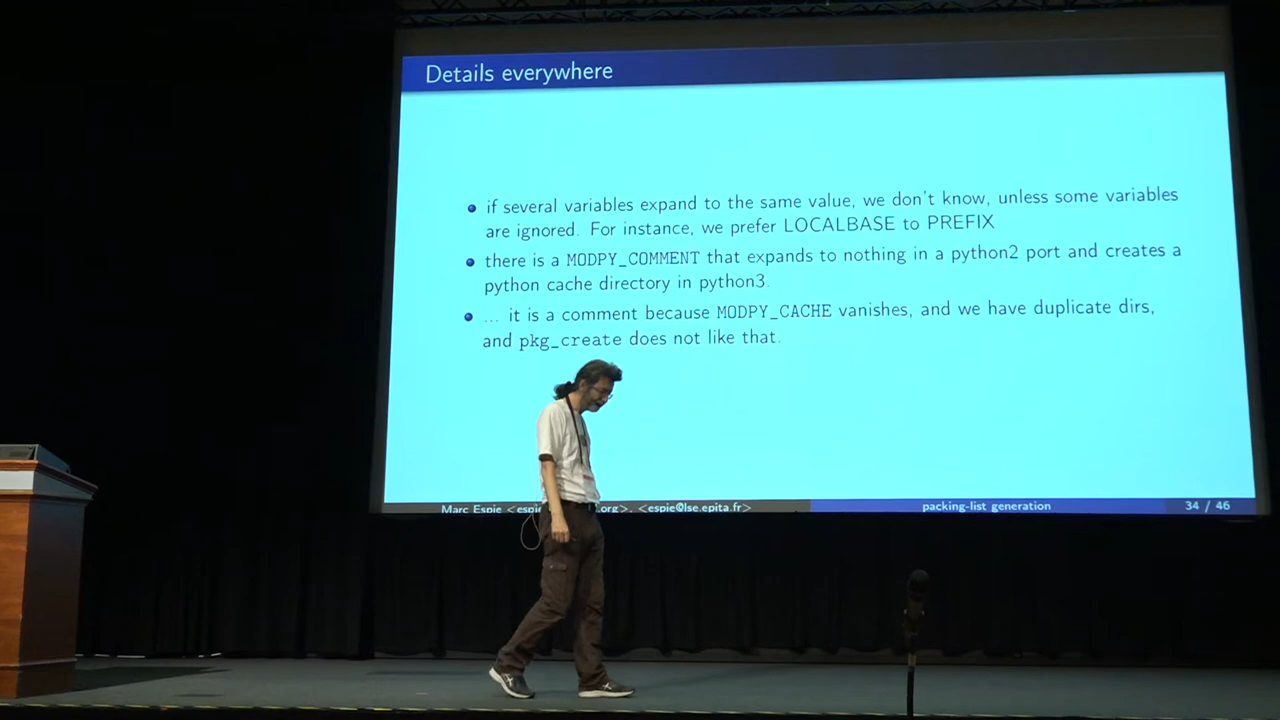 Details everywhere
if several variables expand to the same value, we don't know, unless some variables
are ignored. For instance, we prefer LOCALBASE to PREFIX
there is a MODPY_COMMENT that expands to nothing in a python2 port and creates a
python cache directory in python3.
... it is a comment because MODPY_CACHE vanishes, and we have duplicate dirs,
and pkg_create does not like that.
Marc Espie <espi org>, <espie@lse.epita.fr> packing-list generation 34 / 46